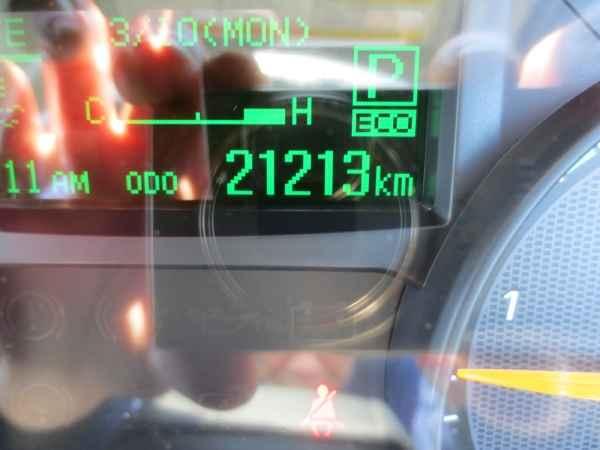 E 3/10(MON)
P
C H
ECO
11 AM ODO 21213km
1